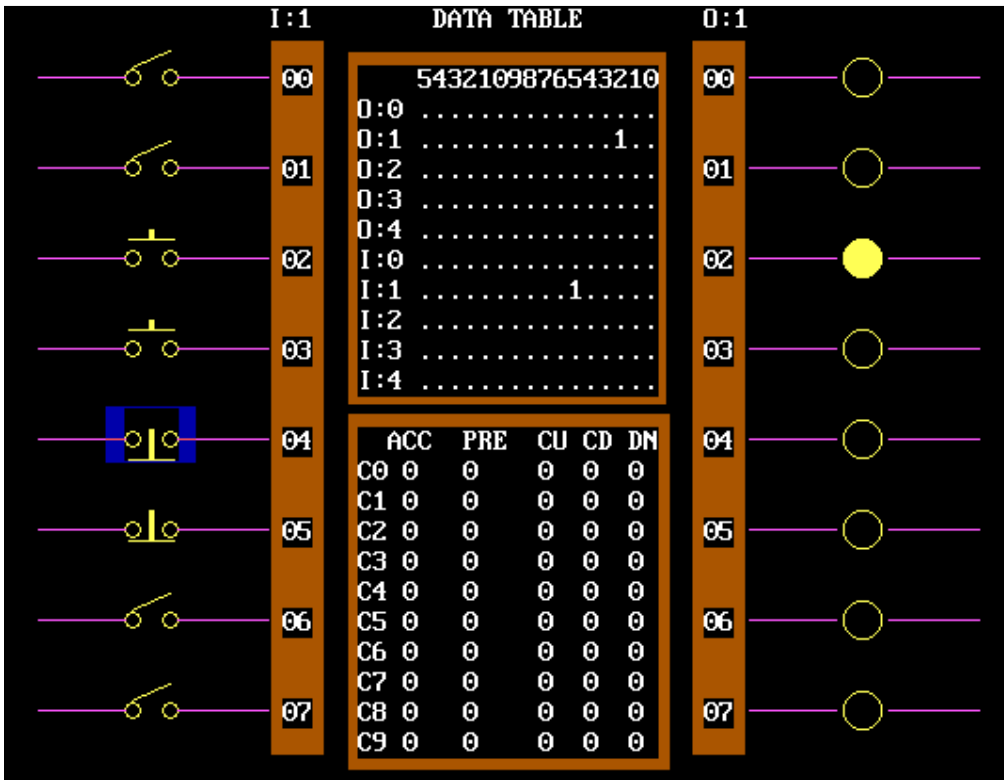 I:1 DATA TABLE O:1
00 5432109876543210 00
O:0 ................
O:1 .............1..
01 O:2 ................ 01
O:3 ................
O:4 ................
02 I:0 ................ 02
I:1 ..........1.....
I:2 ................
03 I:3 ................ 03
I:4 ................
04 ACC PRE CU CD DN 04
C0 0 0 0 0 0
C1 0 0 0 0 0
05 C2 0 0 0 0 0 05
C3 0 0 0 0 0
C4 0 0 0 0 0
06 C5 0 0 0 0 0 06
C6 0 0 0 0 0
C7 0 0 0 0 0
07 C8 0 0 0 0 0 07
C9 0 0 0 0 0